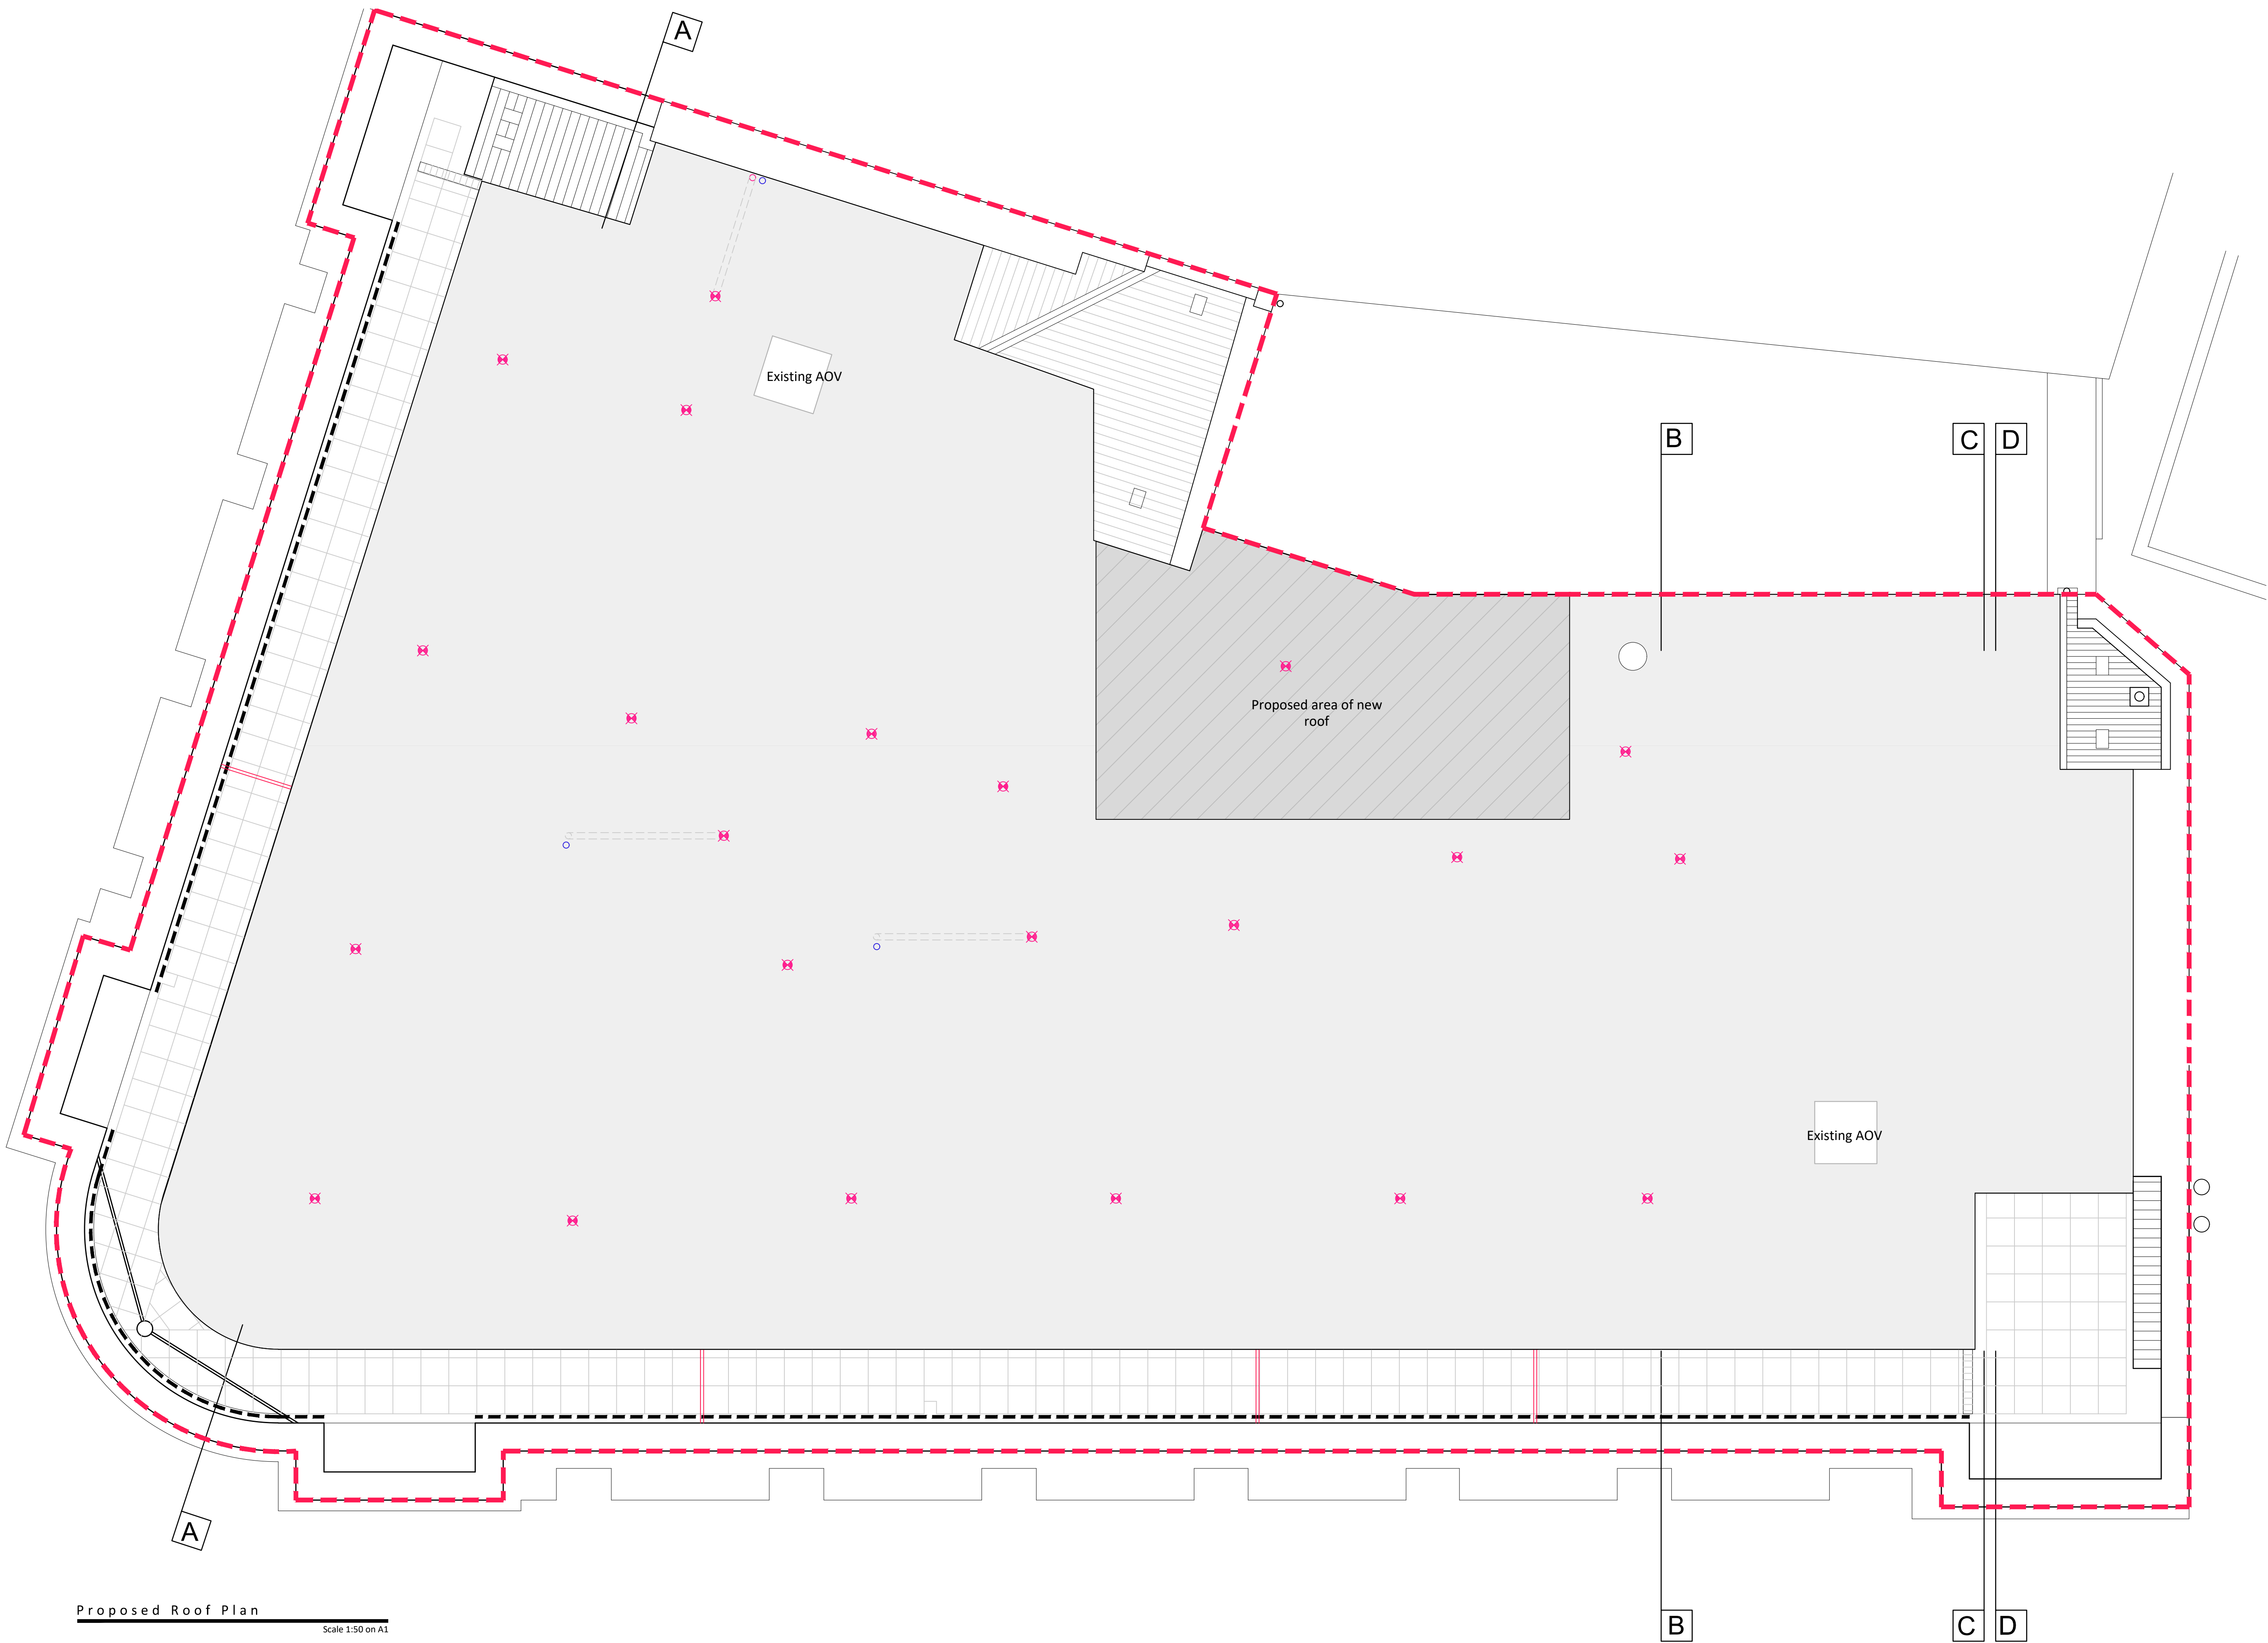 A
Existing AOV
B
C
D
Proposed area of new
roof
Existing AOV
A
B
C
D
Proposed Roof Plan
Scale 1:50 on A1